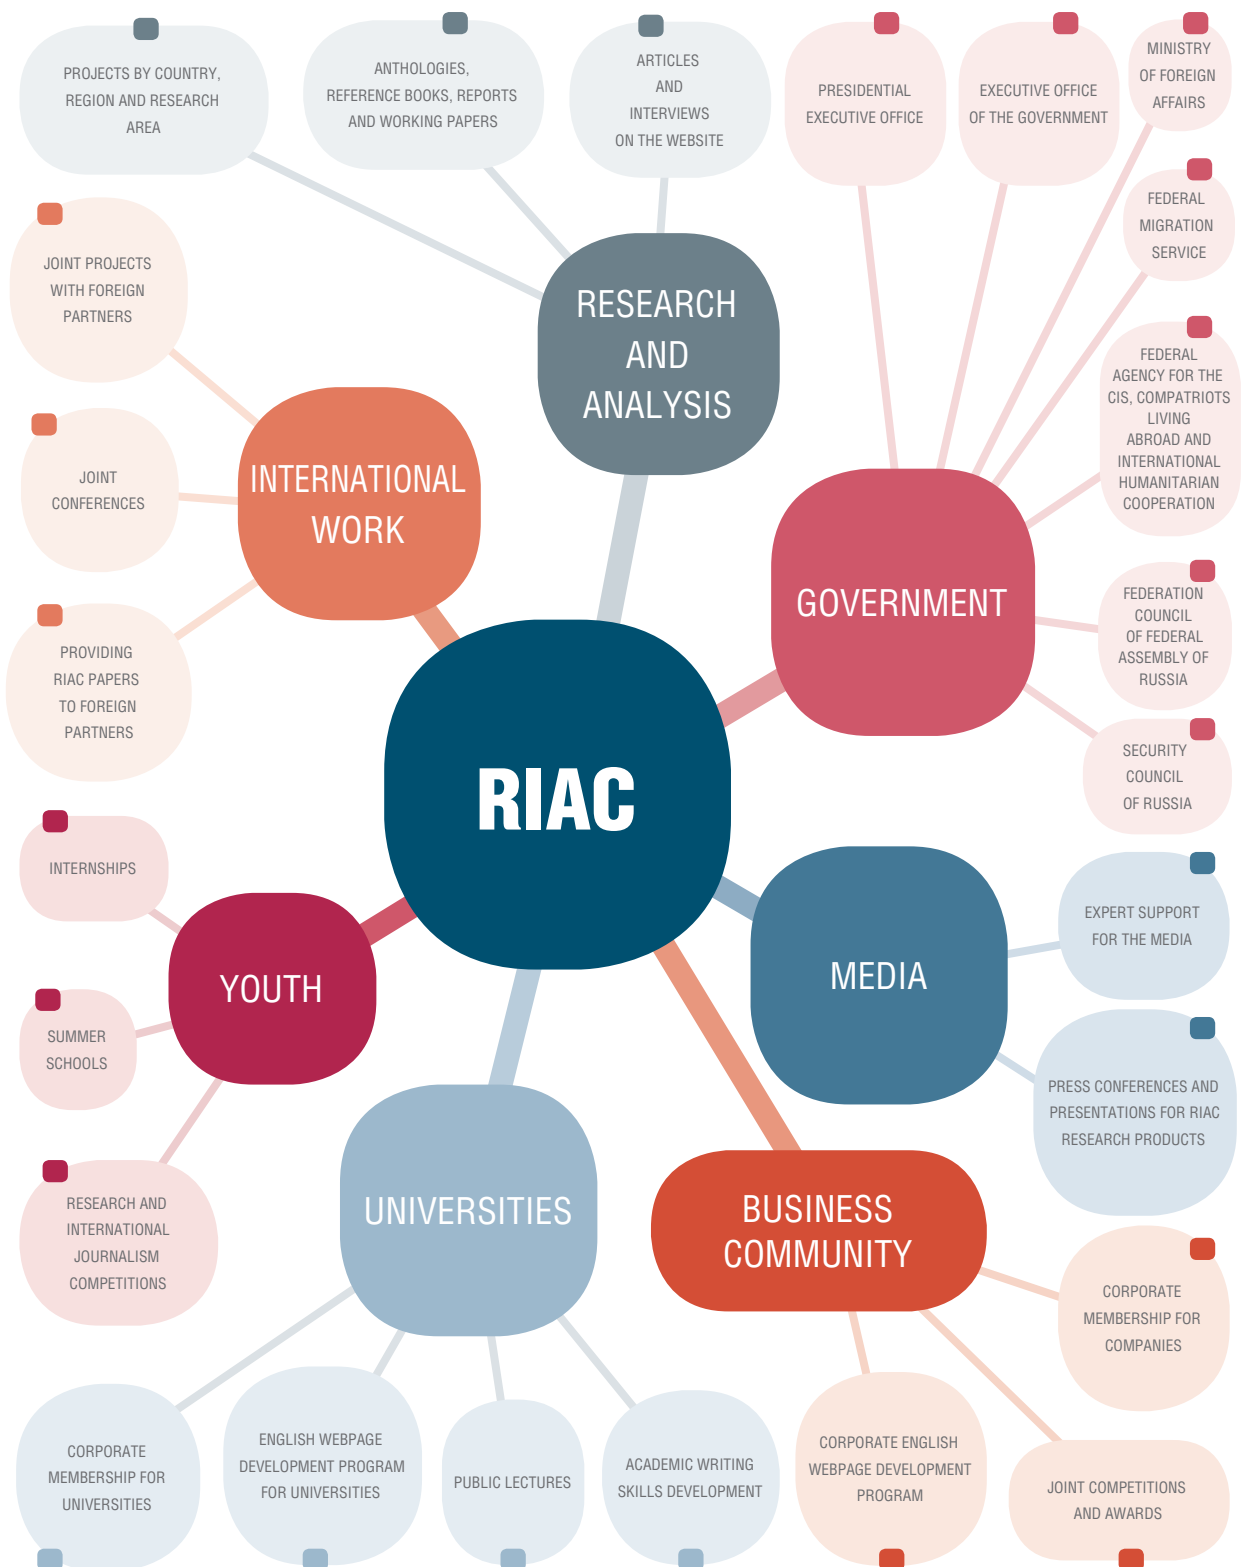 PROJECTS BY COUNTRY,
REGION AND RESEARCH
AREA
ANTHOLOGIES,
REFERENCE BOOKS, REPORTS
AND WORKING PAPERS
ARTICLES
AND
INTERVIEWS
ON THE WEBSITE
PRESIDENTIAL
EXECUTIVE OFFICE
EXECUTIVE OFFICE
OF THE GOVERNMENT
MINISTRY
OF FOREIGN
AFFAIRS
FEDERAL
MIGRATION
SERVICE
FEDERAL
AGENCY FOR THE
CIS, COMPATRIOTS
LIVING
ABROAD AND
INTERNATIONAL
HUMANITARIAN
COOPERATION
FEDERATION
COUNCIL
OF FEDERAL
ASSEMBLY OF
RUSSIA
SECURITY
COUNCIL
OF RUSSIA
RESEARCH
AND
ANALYSIS
GOVERNMENT
JOINT PROJECTS
WITH FOREIGN
PARTNERS
JOINT
CONFERENCES
PROVIDING
RIAC PAPERS
TO FOREIGN
PARTNERS
INTERNATIONAL
WORK
RIAC
INTERNSHIPS
SUMMER
SCHOOLS
RESEARCH AND
INTERNATIONAL
JOURNALISM
COMPETITIONS
YOUTH
MEDIA
EXPERT SUPPORT
FOR THE MEDIA
PRESS CONFERENCES AND
PRESENTATIONS FOR RIAC
RESEARCH PRODUCTS
UNIVERSITIES
BUSINESS
COMMUNITY
CORPORATE
MEMBERSHIP FOR
COMPANIES
CORPORATE
MEMBERSHIP FOR
UNIVERSITIES
ENGLISH WEBPAGE
DEVELOPMENT PROGRAM
FOR UNIVERSITIES
PUBLIC LECTURES
ACADEMIC WRITING
SKILLS DEVELOPMENT
CORPORATE ENGLISH
WEBPAGE DEVELOPMENT
PROGRAM
JOINT COMPETITIONS
AND AWARDS